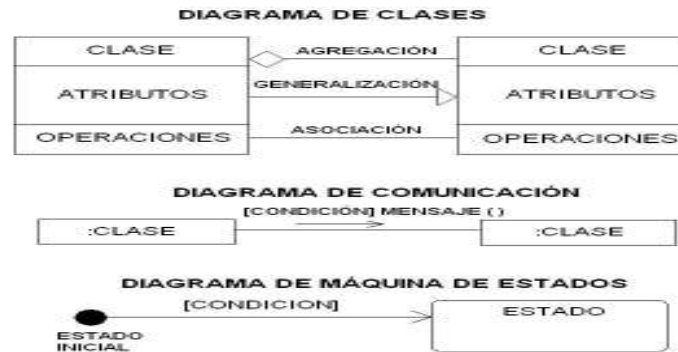 DIAGRAMA DE CLASES
CLASE AGREGACIÓN CLASE
GENERALIZACIÓN
ATRIBUTOS ATRIBUTOS
OPERACIONES ASOCIACIÓN OPERACIONES
DIAGRAMA DE COMUNICACIÓN
[CONDICIÓN] MENSAJE ()
:CLASE :CLASE
DIAGRAMA DE MÁQUINA DE ESTADOS
[CONDICION] ESTADO
ESTADO
INICIAL